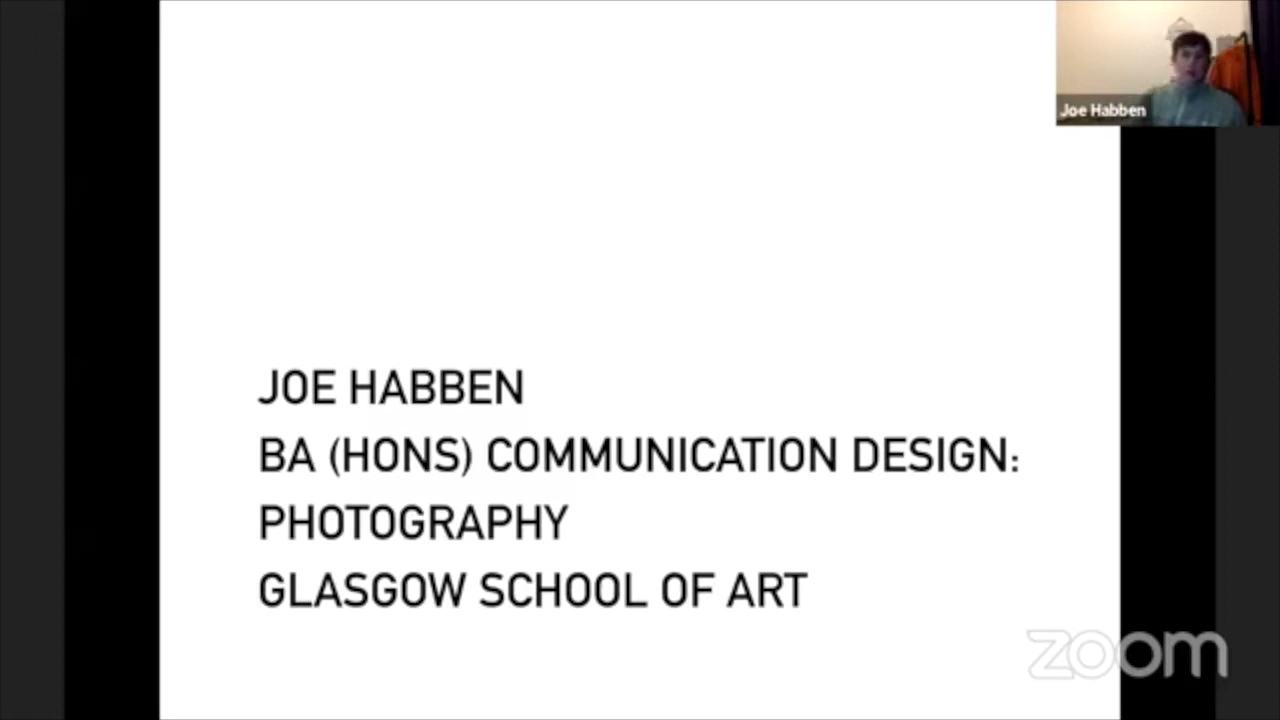 Joe Habben
JOE HABBEN
BA (HONS) COMMUNICATION DESIGN:
PHOTOGRAPHY
GLASGOW SCHOOL OF ART
zoom